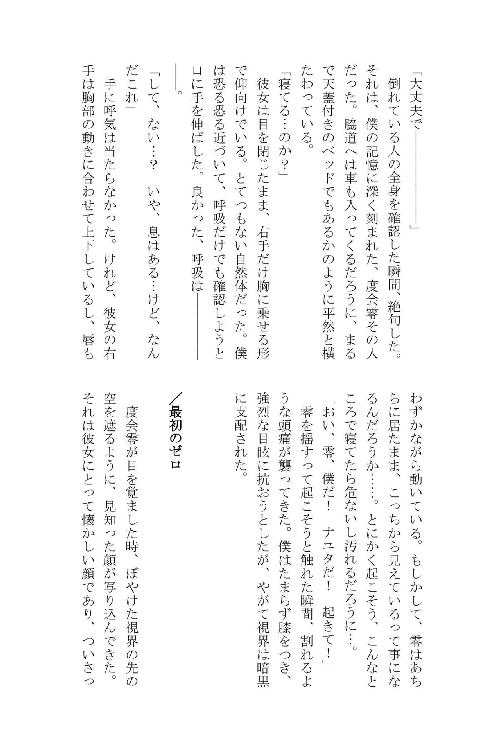 「大丈夫で――――――」
　倒れている人の全身を確認した瞬間、絶句した。
それは、僕の記憶に深く刻まれた、度会零その人
だった。脇道へは車も入ってくるだろうに、まる
で天蓋付きのベッドでもあるかのように平然と横
たわっている。
「寝てる…のか？」
　彼女は目を閉じたまま、右手だけ胸に乗せる形
で仰向けでいる。とてつもない自然体だった。僕
は恐る恐る近づいて、呼吸だけでも確認しようと
口に手を伸ばした。良かった、呼吸は――――
――。
「して、ない…？　いや、息はある…けど、なん
だこれ」
　手に呼気は当たらなかった。けれど、彼女の右
手は胸部の動きに合わせて上下しているし、唇も
わずかながら動いている。もしかして、零はあち
らに居たまま、こっちから見えているって事にな
るんだろうか……。とにかく起こそう、こんなと
ころで寝てたら危ないし汚れるだろうに…。
「おい、零、僕だ！　ナユタだ！　起きて！」
　零を揺すって起こそうと触れた瞬間、割れるよ
うな頭痛が襲ってきた。僕はたまらず膝をつき、
強烈な目眩に抗おうとしたが、やがて視界は暗黒
に支配された。
／最初のゼロ
　度会零が目を覚ました時、ぼやけた視界の先の
空を遮るように、見知った顔が写り込んできた。
それは彼女にとって懐かしい顔であり、ついさっ